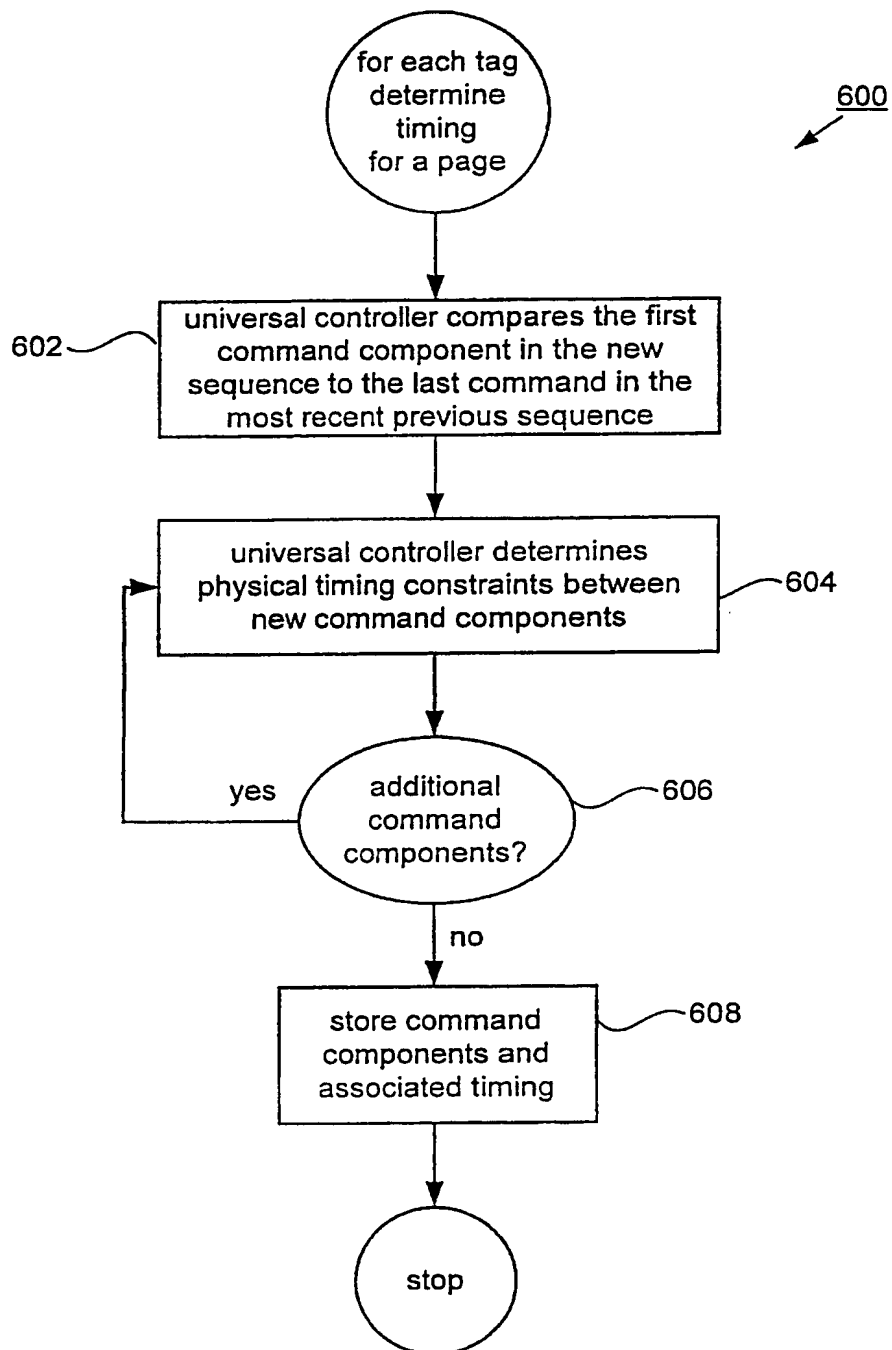 for each tag
determine
timing
for a page
600
602
universal controller compares the first
command component in the new
sequence to the last command in the
most recent previous sequence
universal controller determines
physical timing constraints between
new command components
604
yes
additional
command
components?
606
no
store command
components and
associated timing
608
stop